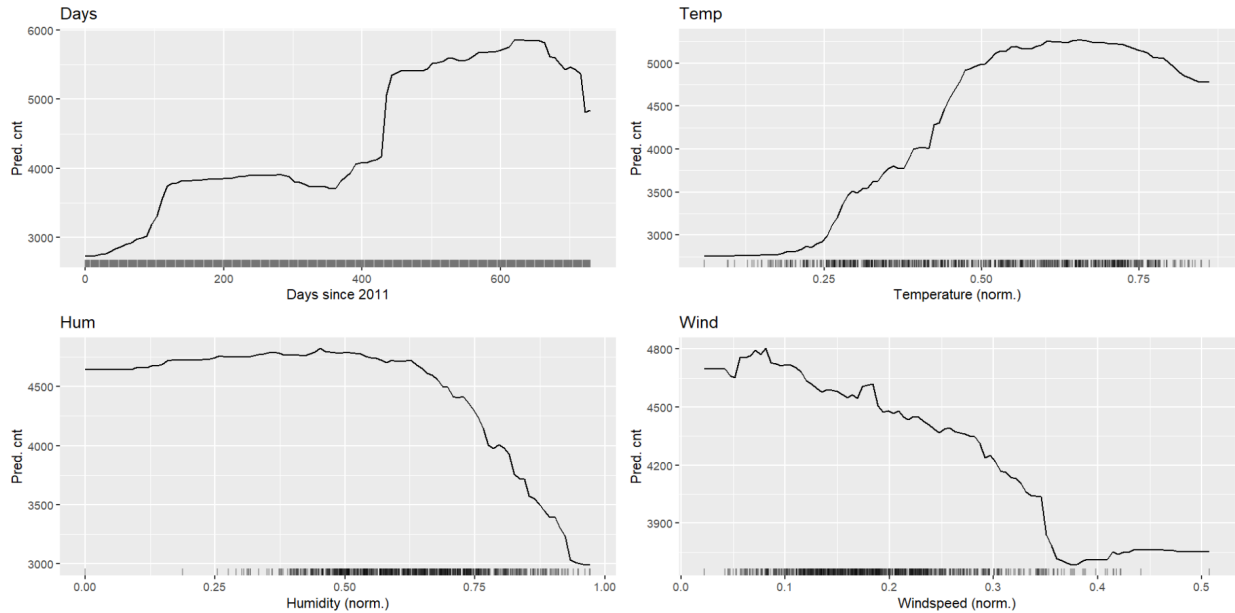 Days
Pred. cnt
6000
5000
4000
3000
0
200
400
600
Days since 2011
Temp
Pred. cnt
5000
4500
4000
3500
3000
0.25
0.50
0.75
Temperature (norm.)
Hum
Pred. cnt
4500
4000
3500
3000
0.00
0.25
0.50
0.75
1.00
Humidity (norm.)
Wind
Pred. cnt
4800
4500
4200
3900
0.0
0.1
0.2
0.3
0.4
0.5
Windspeed (norm.)